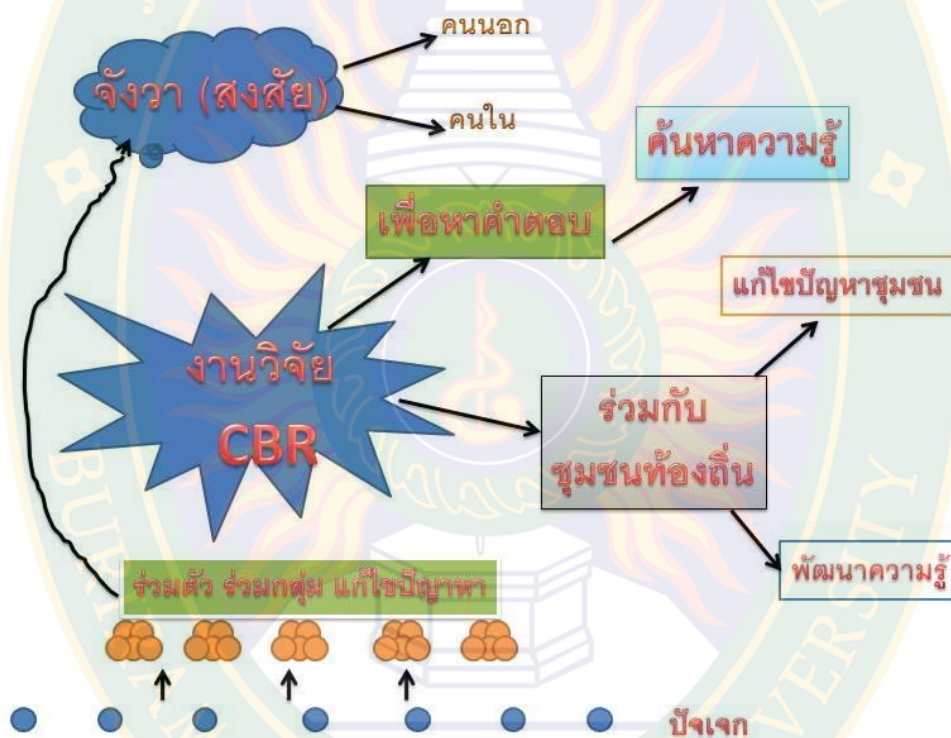 คนนอก
จังวา (สงสัย)
คนใน
ค้นหาความรู้
เพื่อหาคำตอบ
แก้ไขปัญหาชุมชน
งานวิจัย
CBR
ร่วมกับ
ชุมชนท้องถิ่น
พัฒนาความรู้
ร่วมตัว ร่วมกลุ่ม แก้ไขปัญาหา
ปัจเจก
BURI
AM
VERSITY